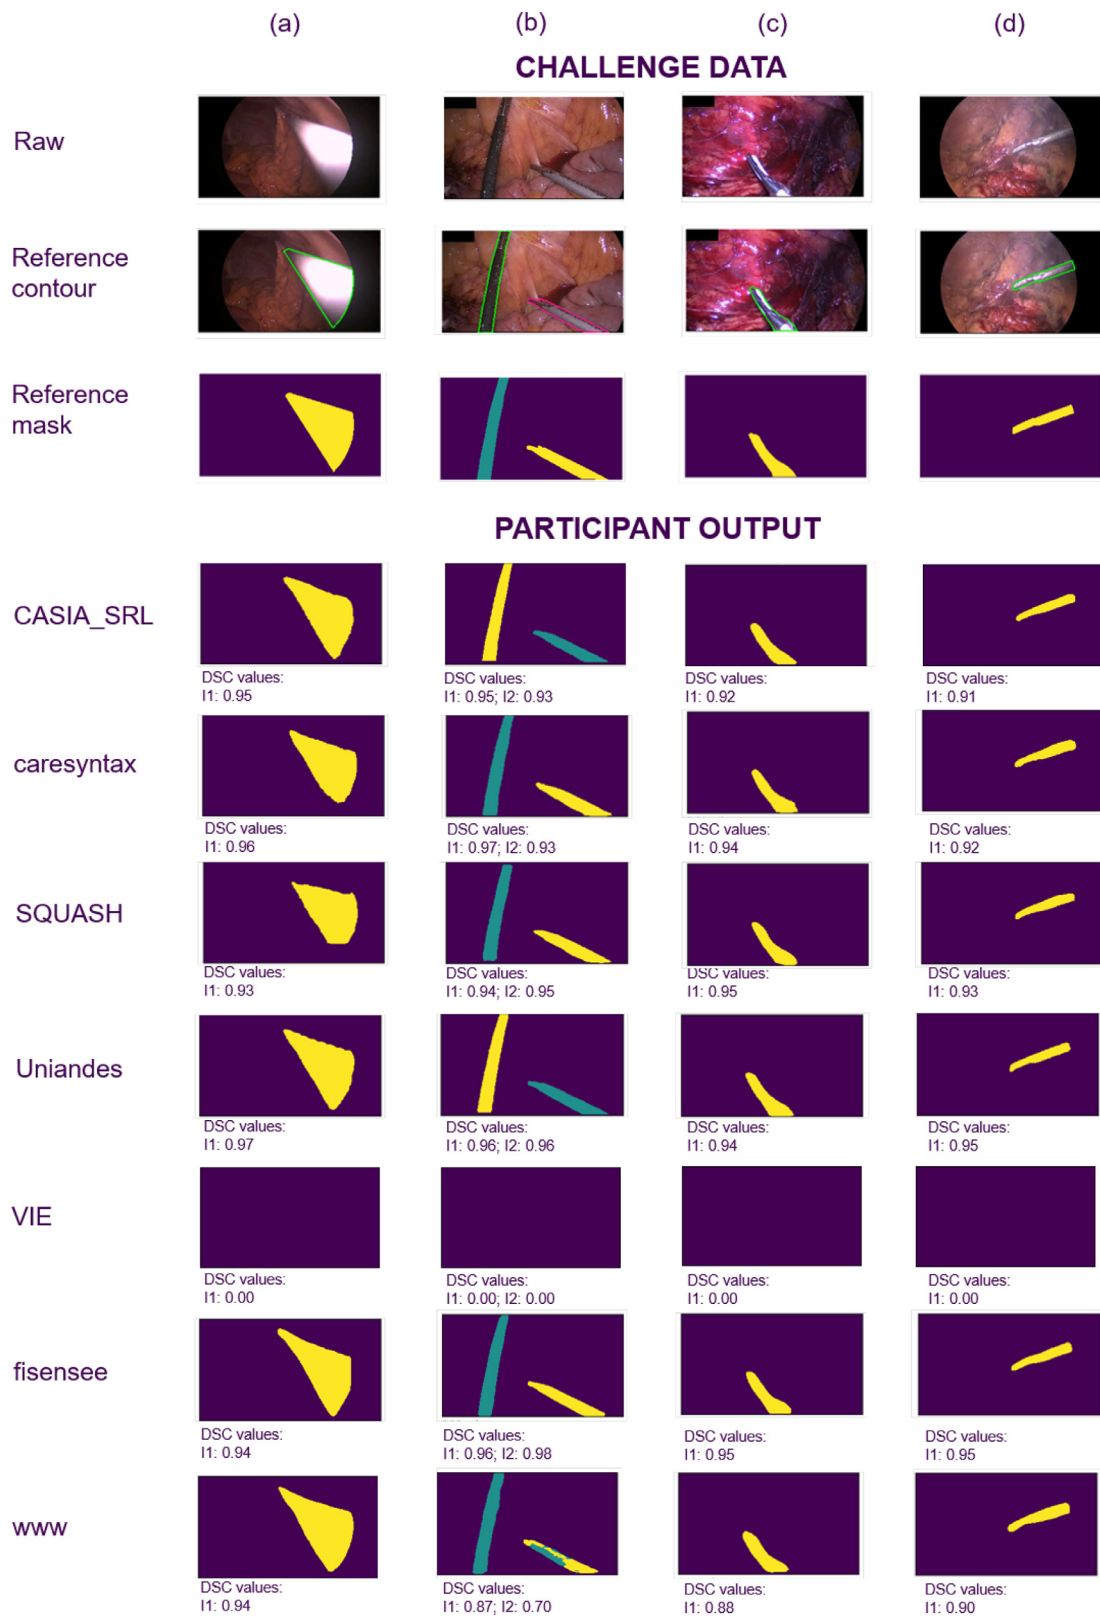 (a) (b) (c) (d)
CHALLENGE DATA
Raw
Reference
contour
Reference
mask
PARTICIPANT OUTPUT
CASIA_SRL
DSC values: DSC values: DSC values: DSC values:
I1: 0.95 I1: 0.95; I2: 0.93 I1: 0.92 I1: 0.91
caresyntax
DSC values: DSC values: DSC values: DSC values:
I1: 0.96 I1: 0.97; I2: 0.93 I1: 0.94 I1: 0.92
SQUASH
DSC values: DSC values: DSC values: DSC values:
I1: 0.93 I1: 0.94; I2: 0.95 I1: 0.95 I1: 0.93
Uniandes
DSC values: DSC values: DSC values: DSC values:
I1: 0.97 I1: 0.96; I2: 0.96 I1: 0.94 I1: 0.95
VIE
DSC values: DSC values: DSC values: DSC values:
I1: 0.00 I1: 0.00; I2: 0.00 I1: 0.00 I1: 0.00
fisensee
DSC values: DSC values: DSC values: DSC values:
I1: 0.94 I1: 0.96; I2: 0.98 I1: 0.95 I1: 0.95
www
DSC values: DSC values: DSC values: DSC values:
I1: 0.94 I1: 0.87; I2: 0.70 I1: 0.88 I1: 0.90